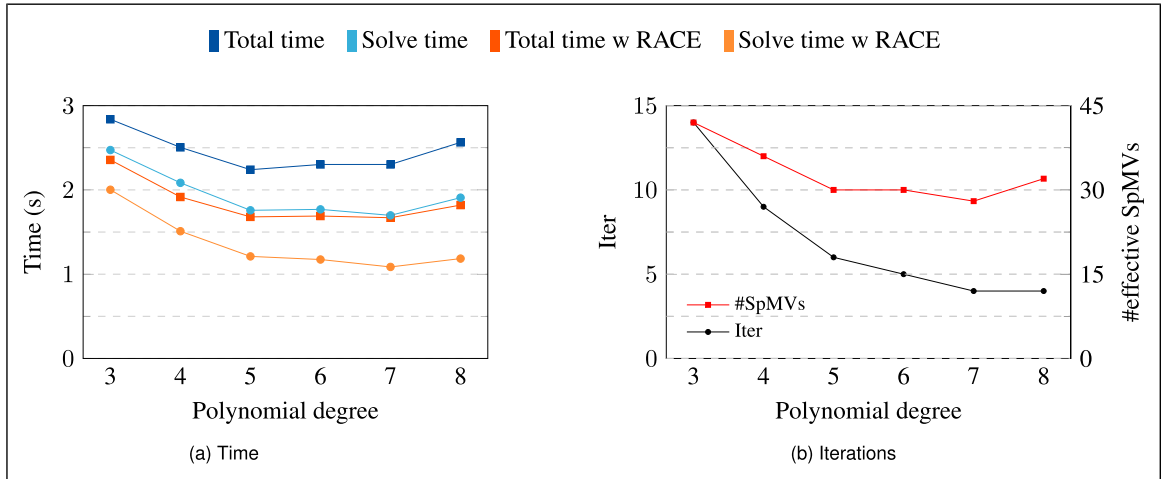 Total time Solve time Total time w RACE Solve time w RACE
3
2
1
0
Time (s)
3 4 5 6 7 8
Polynomial degree
(a) Time
15
10
5
0
Iter
#SpMVs
Iter
45
30
15
0
#effective SpMVs
3 4 5 6 7 8
Polynomial degree
(b) Iterations